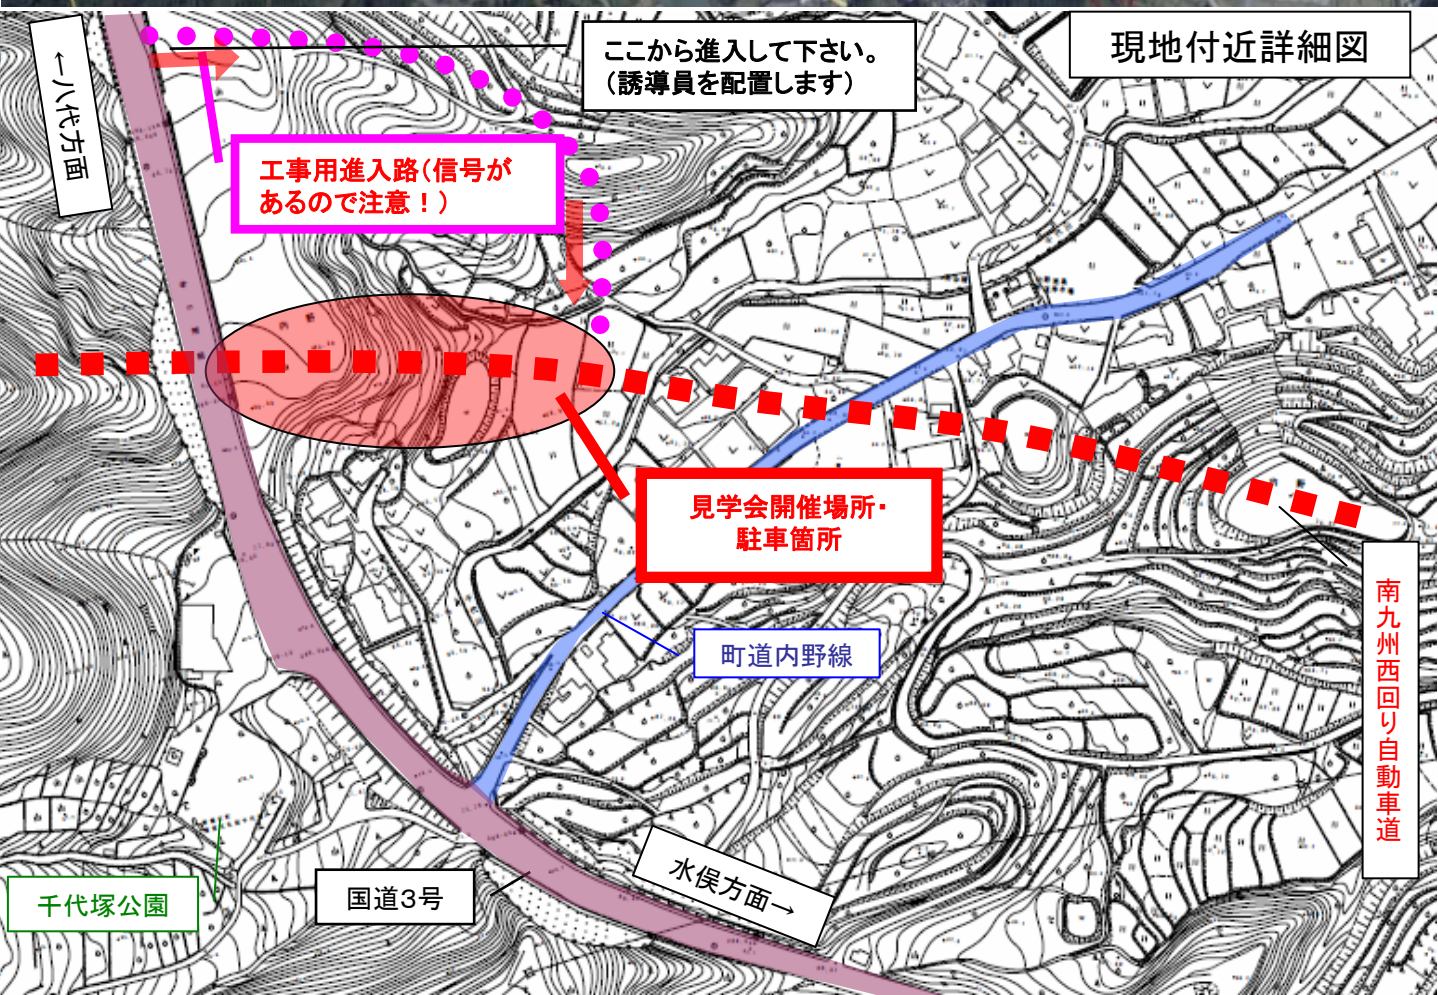 現地付近詳細図
ここから進入して下さい。
（誘導員を配置します）
←八代方面
工事用進入路（信号が
あるので注意！）
見学会開催場所・
駐車箇所
町道内野線
南九州西回り自動車道
水俣方面→
国道3号
千代塚公園